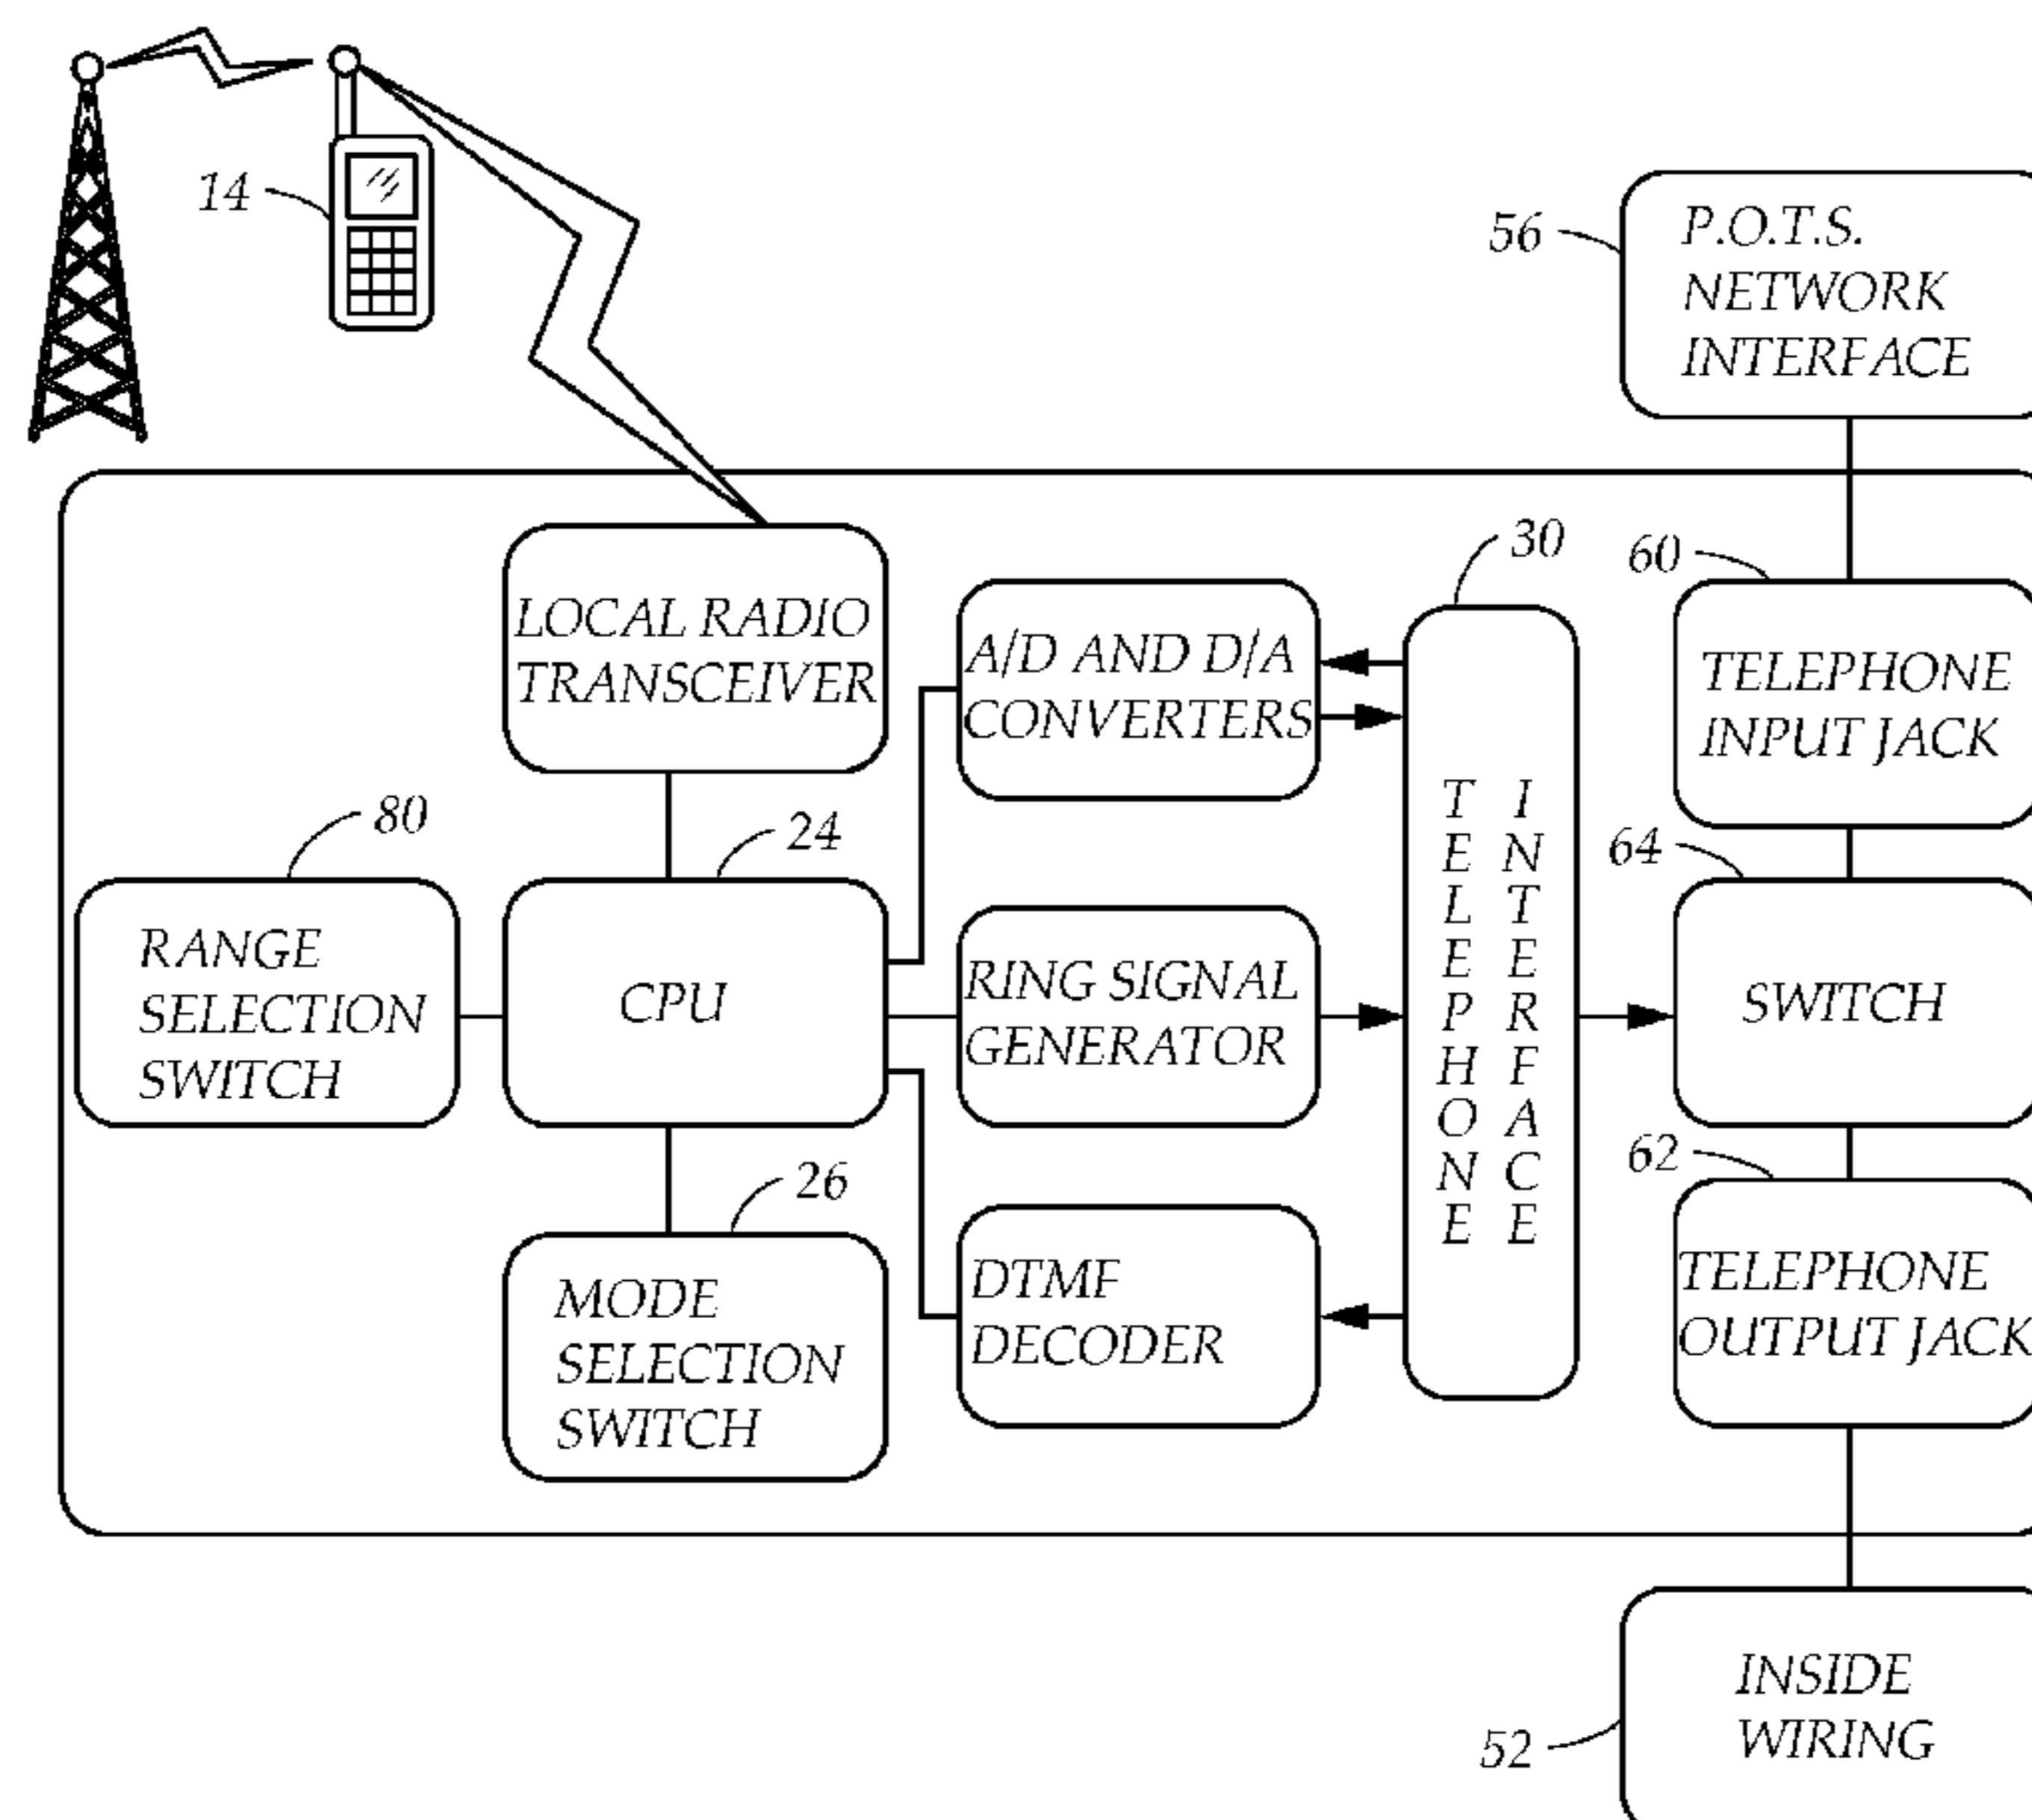 14
56
P.O.T.S.
NETWORK
INTERFACE
30
60
LOCAL RADIO
TRANSCEIVER
A/D AND D/A
CONVERTERS
TELEPHONE
INPUT JACK
TELEPHONE
INTERFACE
80
24
64
RANGE
SELECTION
SWITCH
CPU
RING SIGNAL
GENERATOR
SWITCH
26
62
MODE
SELECTION
SWITCH
DTMF
DECODER
TELEPHONE
OUTPUT JACK
INSIDE
WIRING
52